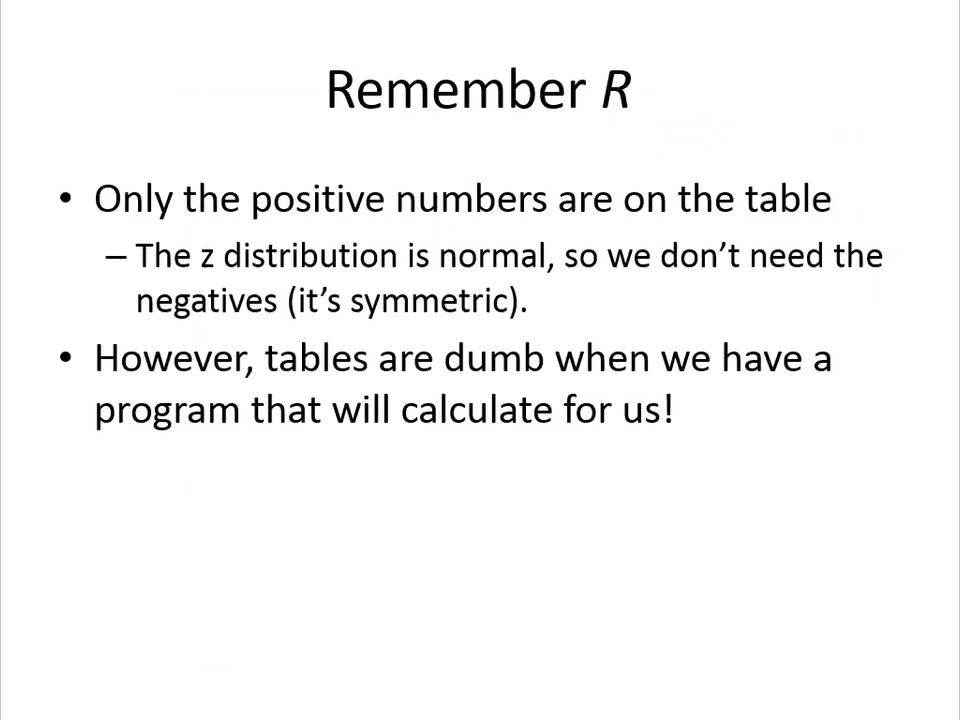 Remember R
• Only the positive numbers are on the table
– The z distribution is normal, so we don’t need the
negatives (it’s symmetric).
• However, tables are dumb when we have a
program that will calculate for us!